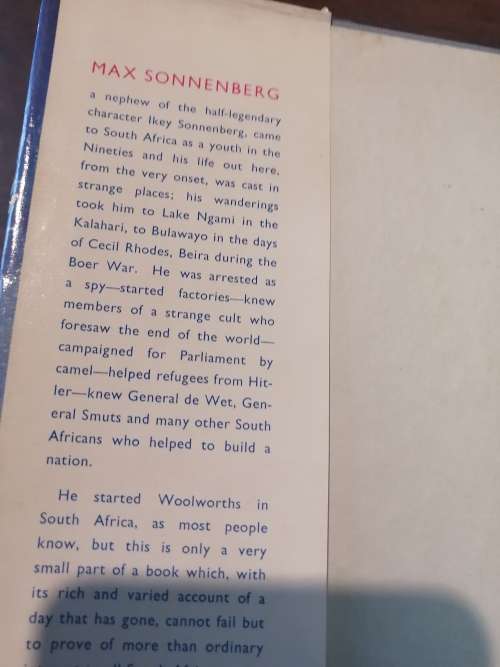 MAX SONNENBERG
a nephew of the half-legendary
character Ikey Sonnenberg, came
to South Africa as a youth in the
Nineties and his life out here,
from the very onset, was cast in
strange places; his wanderings
took him to Lake Ngami in the
Kalahari, to Bulawayo in the days
of Cecil Rhodes, Beira during the
Boer War. He was arrested as
a spy—started factories—knew
members of a strange cult who
foresaw the end of the world—
campaigned for Parliament by
camel—helped refugees from Hit-
ler—knew General de Wet, Gen-
eral Smuts and many other South
Africans who helped to build a
nation.
He started Woolworths in
South Africa, as most people
know, but this is only a very
small part of a book which, with
its rich and varied account of a
day that has gone, cannot fail but
to prove of more than ordinary